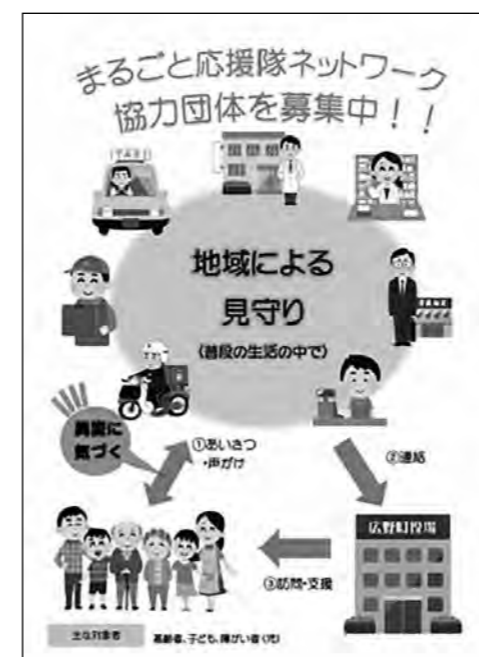 まるごと応援隊ネットワーク
協力団体を募集中！！
TAXI
地域による
見守り
(普段の生活の中で)
異変に
気づく
①あいさつ
・声がけ
②連絡
広野町役場
③訪問・支援
主な対象者
高齢者、子ども、障がい者(児)